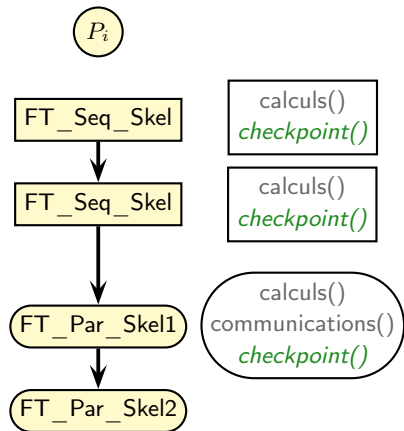 P_i
FT_Seq_Skel
calculs()
checkpoint()
FT_Seq_Skel
calculs()
checkpoint()
FT_Par_Skel1
calculs()
communications()
checkpoint()
FT_Par_Skel2